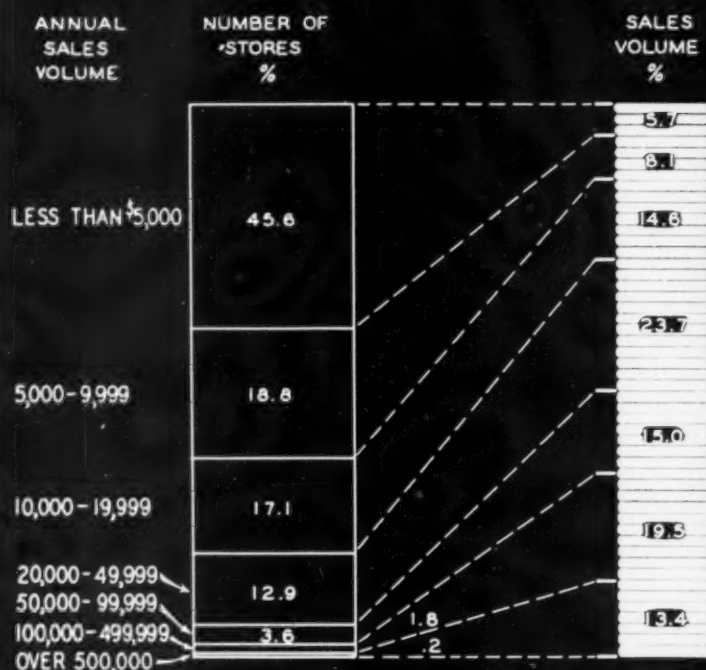 ANNUAL
SALES
VOLUME
NUMBER OF
STORES
%
SALES
VOLUME
%
LESS THAN $5,000
45.6
5.7
5,000-9,999
18.8
8.1
10,000-19,999
17.1
14.6
20,000-49,999
12.9
23.7
50,000-99,999
3.6
15.0
100,000-499,999
1.8
19.5
OVER 500,000
.2
13.4